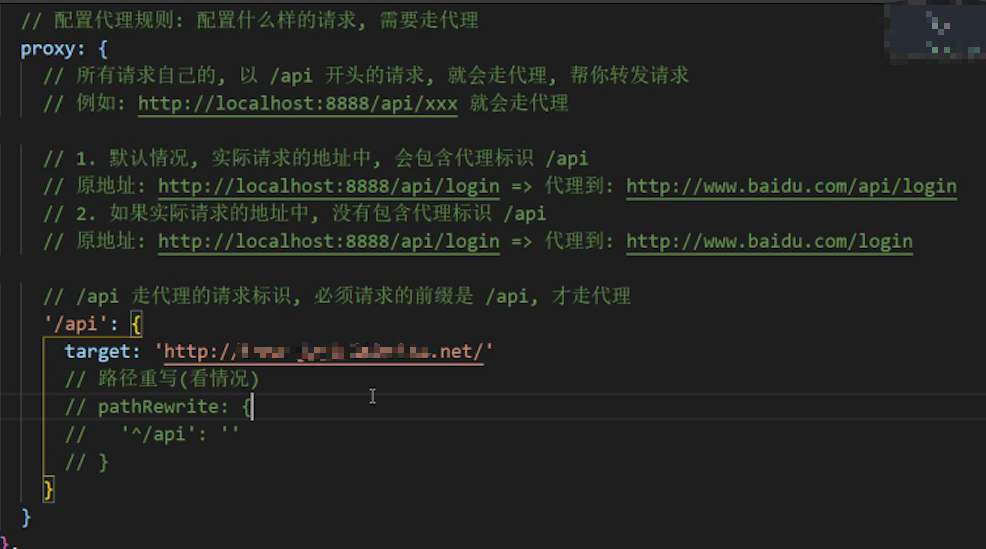 // 配置代理规则: 配置什么样的请求, 需要走代理
proxy: {
// 所有请求自己的, 以 /api 开头的请求, 就会走代理, 帮你转发请求
// 例如: http://localhost:8888/api/xxx 就会走代理
// 1. 默认情况, 实际请求的地址中, 会包含代理标识 /api
// 原地址: http://localhost:8888/api/login => 代理到: http://www.baidu.com/api/login
// 2. 如果实际请求的地址中, 没有包含代理标识 /api
// 原地址: http://localhost:8888/api/login => 代理到: http://www.baidu.com/login
// /api 走代理的请求标识, 必须请求的前缀是 /api, 才走代理
'/api': {
target: 'http://.net/'
// 路径重写(看情况)
// pathRewrite: {
//   '^/api': ''
// }
}
}
},